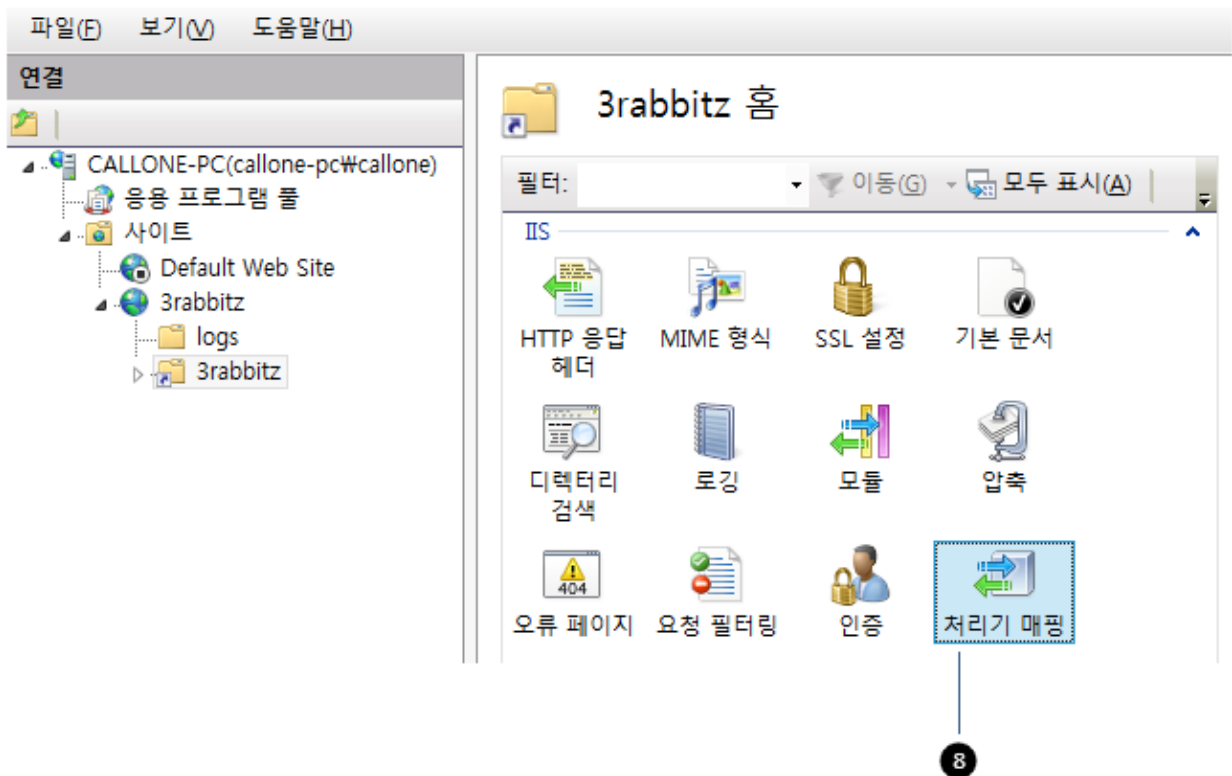 파일(F) 보기(V) 도움말(H)
연결
CALLONE-PC(callone-pc₩callone)
응용 프로그램 풀
사이트
Default Web Site
3rabbitz
logs
3rabbitz
3rabbitz 홈
필터: 이동(G) 모두 표시(A)
IIS
HTTP 응답
헤더
MIME 형식
SSL 설정
기본 문서
디렉터리
검색
로깅
모듈
압축
404
오류 페이지
요청 필터링
인증
처리기 매핑
8